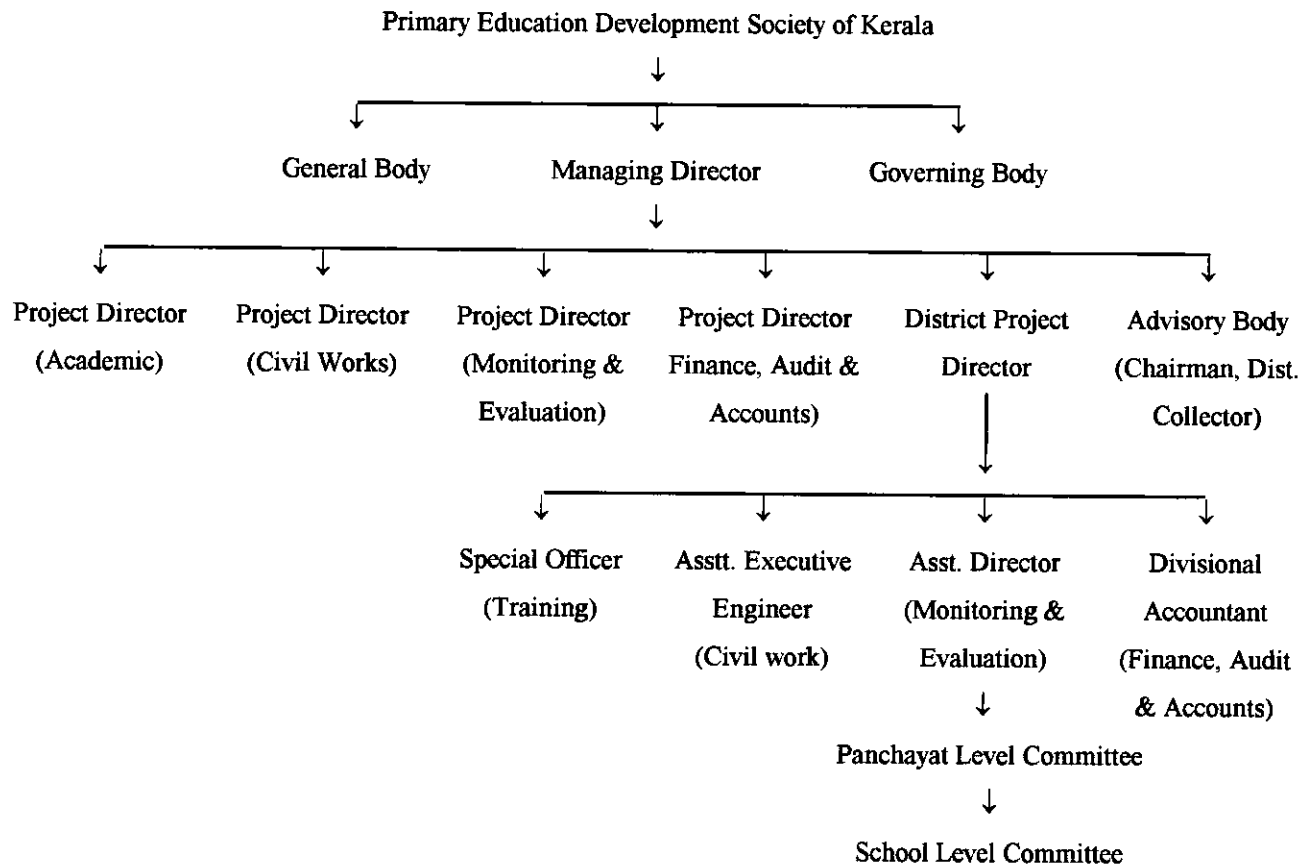 Primary Education Development Society of Kerala
General Body
Managing Director
Governing Body
Project Director
(Academic)
Project Director
(Civil Works)
Project Director
(Monitoring &
Evaluation)
Project Director
Finance, Audit &
Accounts)
District Project
Director
Advisory Body
(Chairman, Dist.
Collector)
Special Officer
(Training)
Asstt. Executive
Engineer
(Civil work)
Asst. Director
(Monitoring &
Evaluation)
Divisional
Accountant
(Finance, Audit
& Accounts)
Panchayat Level Committee
School Level Committee